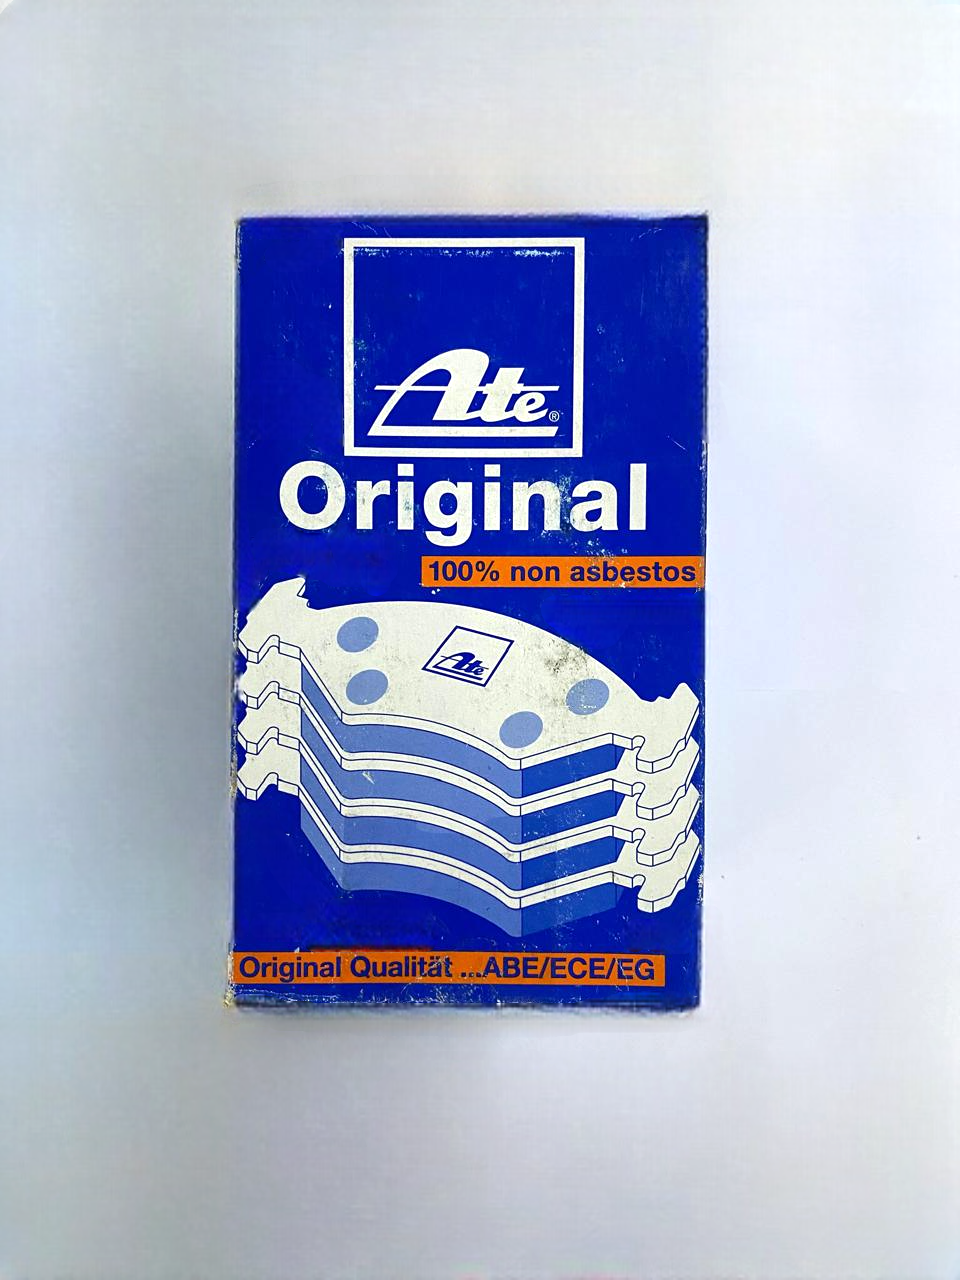 Ate®
Original
100% non asbestos
Ate
Original Qualität ...ABE/ECE/EG